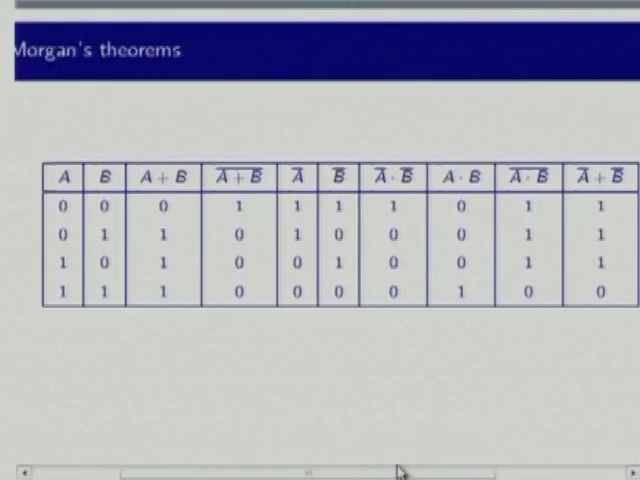 Morgan's theorems
A B A + B A̅ ̅+̅ ̅B̅ A̅ B̅ A̅ · B̅ A · B A̅ ̅·̅ ̅B̅ A̅ + B̅
0 0 0 1 1 1 1 0 1 1
0 1 1 0 1 0 0 0 1 1
1 0 1 0 0 1 0 0 1 1
1 1 1 0 0 0 0 1 0 0